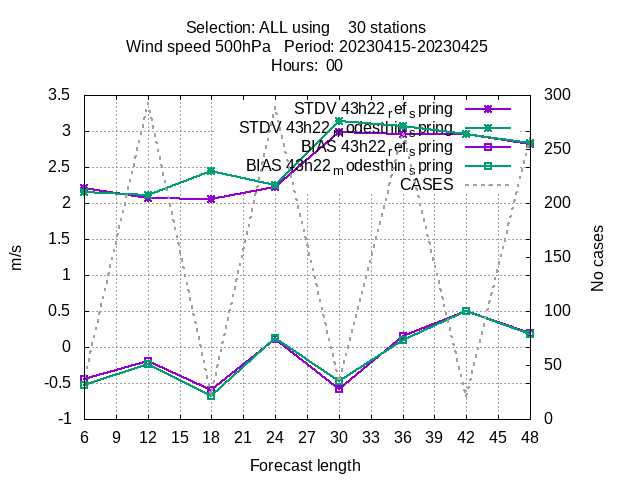 Selection: ALL using 30 stations
Wind speed 500hPa Period: 20230415-20230425
Hours: 00
STDV 43h22_ref_spring
STDV 43h22_modesthin_spring
BIAS 43h22_ref_spring
BIAS 43h22_modesthin_spring
CASES
3.5
3
2.5
2
1.5
1
0.5
0
-0.5
-1
m/s
300
250
200
150
100
50
0
No cases
6 9 12 15 18 21 24 27 30 33 36 39 42 45 48
Forecast length